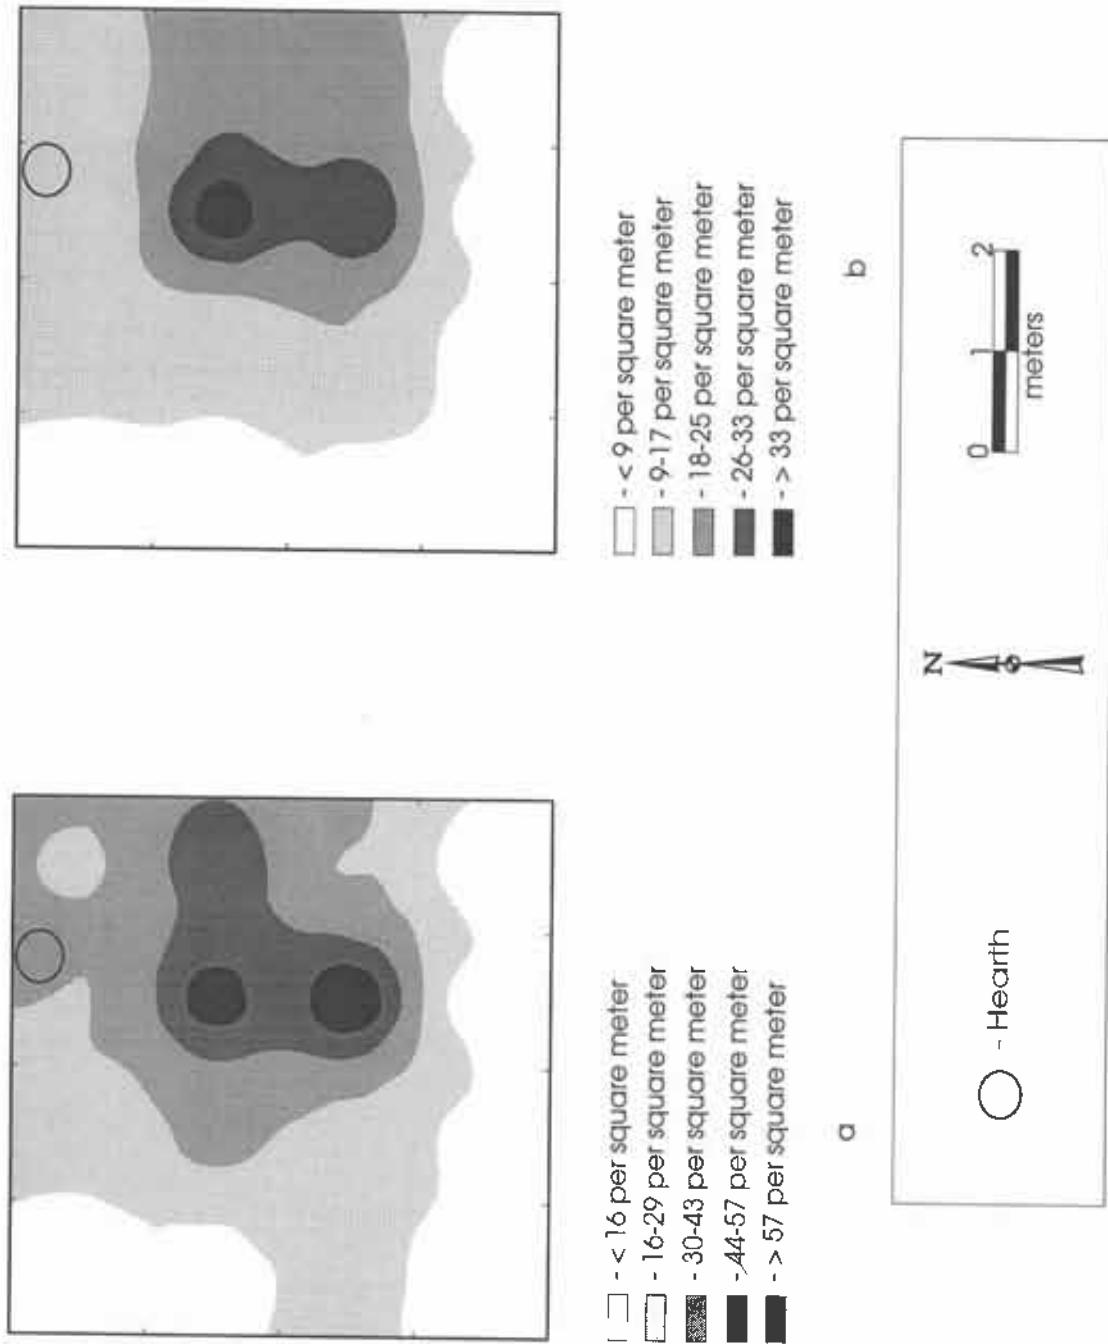 - < 16 per square meter
- 16-29 per square meter
- 30-43 per square meter
- 44-57 per square meter
- > 57 per square meter
a
- < 9 per square meter
- 9-17 per square meter
- 18-25 per square meter
- 26-33 per square meter
- > 33 per square meter
b
- Hearth
N
0 1 2
meters